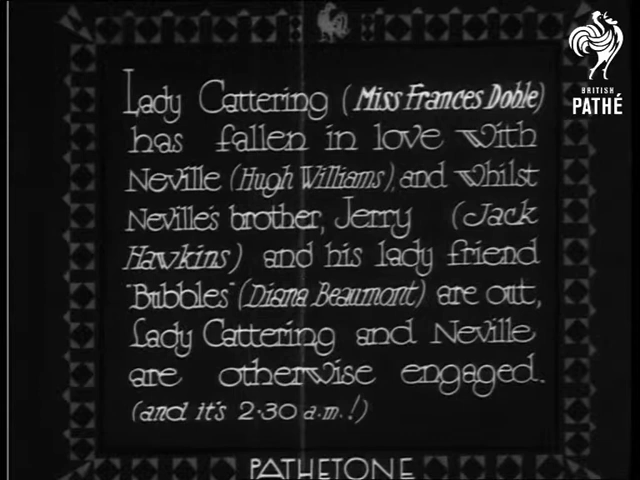 BRITISH
PATHÉ
Lady Cattering (Miss Frances Doble)
has fallen in love with
Neville (Hugh Williams), and whilst
Neville's brother, Jerry (Jack
Hawkins) and his lady friend
"Bubbles" (Diana Beaumont) are out,
Lady Cattering and Neville
are otherwise engaged.
(and it's 2·30 a.m.!)
PATHETONE